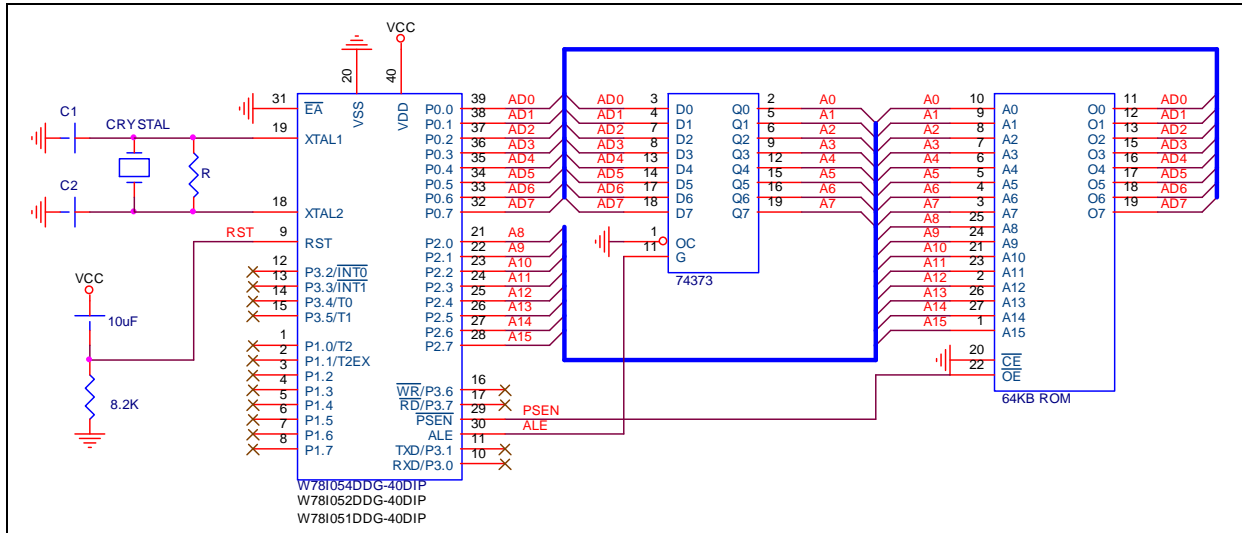 VCC
C1
CRYSTAL
R
C2
RST
VCC
10uF
8.2K
20
VSS
40
VDD
31 EA
19 XTAL1
18 XTAL2
9 RST
12 P3.2/INT0
13 P3.3/INT1
14 P3.4/T0
15 P3.5/T1
1 P1.0/T2
2 P1.1/T2EX
3 P1.2
4 P1.3
5 P1.4
6 P1.5
7 P1.6
8 P1.7
P0.0 39 AD0
P0.1 38 AD1
P0.2 37 AD2
P0.3 36 AD3
P0.4 35 AD4
P0.5 34 AD5
P0.6 33 AD6
P0.7 32 AD7
P2.0 21 A8
P2.1 22 A9
P2.2 23 A10
P2.3 24 A11
P2.4 25 A12
P2.5 26 A13
P2.6 27 A14
P2.7 28 A15
WR/P3.6 16
RD/P3.7 17
PSEN 29 PSEN
ALE 30 ALE
TXD/P3.1 11
RXD/P3.0 10
W78I054DDG-40DIP
W78I052DDG-40DIP
W78I051DDG-40DIP
AD0 3 D0 Q0 2 A0
AD1 4 D1 Q1 5 A1
AD2 7 D2 Q2 6 A2
AD3 8 D3 Q3 9 A3
AD4 13 D4 Q4 12 A4
AD5 14 D5 Q5 15 A5
AD6 17 D6 Q6 16 A6
AD7 18 D7 Q7 19 A7
1 OC
11 G
74373
A0 10 A0 O0 11 AD0
A1 9 A1 O1 12 AD1
A2 8 A2 O2 13 AD2
A3 7 A3 O3 15 AD3
A4 6 A4 O4 16 AD4
A5 5 A5 O5 17 AD5
A6 4 A6 O6 18 AD6
A7 3 A7 O7 19 AD7
A8 25 A8
A9 24 A9
A10 21 A10
A11 23 A11
A12 2 A12
A13 26 A13
A14 27 A14
A15 1 A15
20 CE
22 OE
64KB ROM